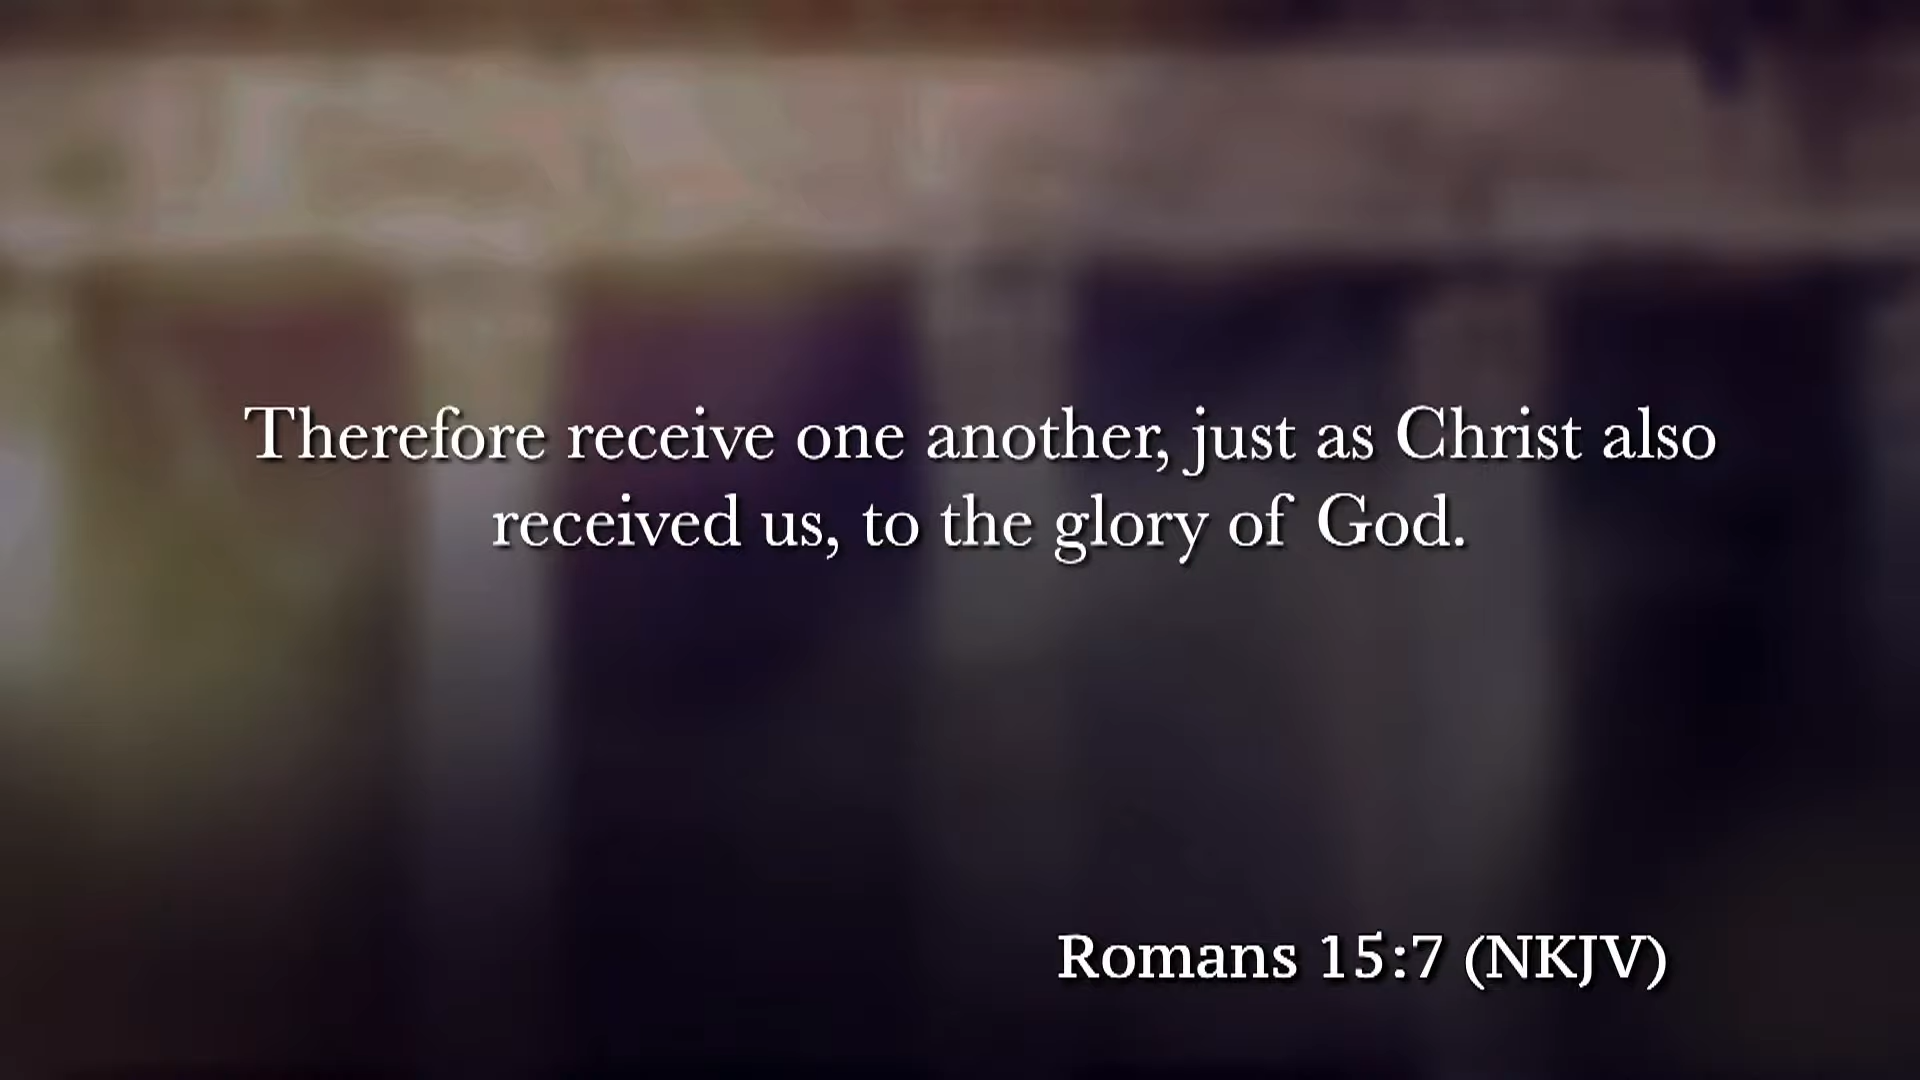 Therefore receive one another, just as Christ also
received us, to the glory of God.
Romans 15:7 (NKJV)